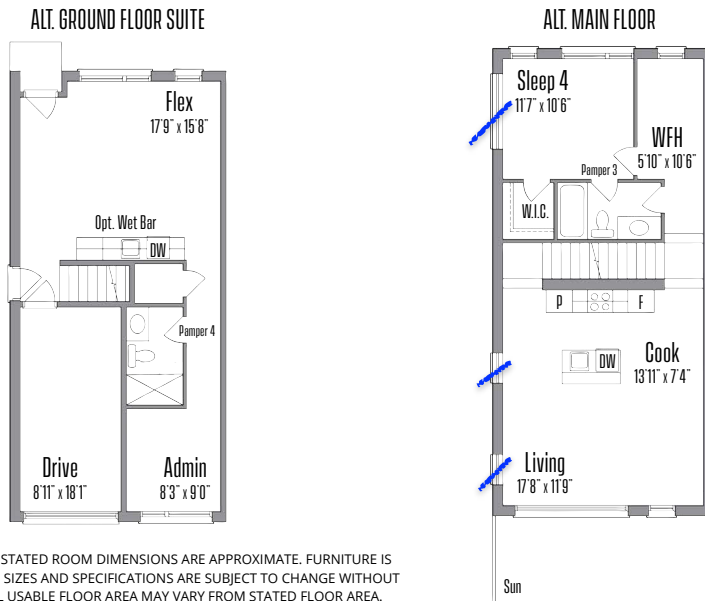 ALT. GROUND FLOOR SUITE
Flex
17'9" x 15'8"
Opt. Wet Bar
DW
Pamper 4
Drive
8'11" x 18'1"
Admin
8'3" x 9'0"
ALT. MAIN FLOOR
Sleep 4
11'7" x 10'6"
WFH
5'10" x 10'6"
Pamper 3
W.I.C.
P
F
DW
Cook
13'11" x 7'4"
Living
17'8" x 11'9"
Sun
STATED ROOM DIMENSIONS ARE APPROXIMATE. FURNITURE IS
SIZES AND SPECIFICATIONS ARE SUBJECT TO CHANGE WITHOUT
USABLE FLOOR AREA MAY VARY FROM STATED FLOOR AREA.